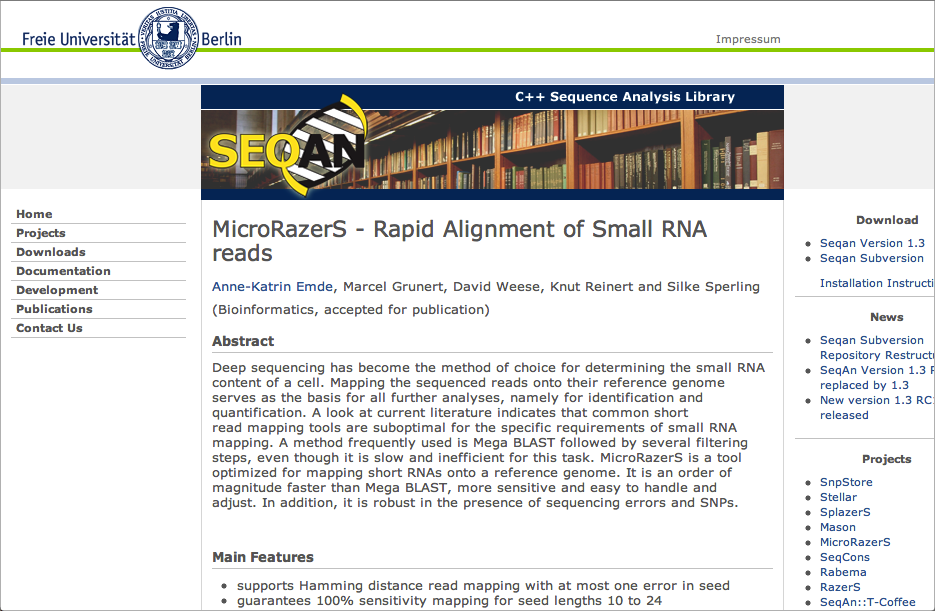 Freie Universität Berlin
Impressum
C++ Sequence Analysis Library
SEQAN
Home
Projects
Downloads
Documentation
Development
Publications
Contact Us
MicroRazerS - Rapid Alignment of Small RNA
reads
Anne-Katrin Emde, Marcel Grunert, David Weese, Knut Reinert and Silke Sperling
(Bioinformatics, accepted for publication)
Abstract
Deep sequencing has become the method of choice for determining the small RNA
content of a cell. Mapping the sequenced reads onto their reference genome
serves as the basis for all further analyses, namely for identification and
quantification. A look at current literature indicates that common short
read mapping tools are suboptimal for the specific requirements of small RNA
mapping. A method frequently used is Mega BLAST followed by several filtering
steps, even though it is slow and inefficient for this task. MicroRazerS is a tool
optimized for mapping short RNAs onto a reference genome. It is an order of
magnitude faster than Mega BLAST, more sensitive and easy to handle and
adjust. In addition, it is robust in the presence of sequencing errors and SNPs.
Main Features
supports Hamming distance read mapping with at most one error in seed
guarantees 100% sensitivity mapping for seed lengths 10 to 24
Download
Seqan Version 1.3
Seqan Subversion
Installation Instructi
News
Seqan Subversion
Repository Restruct
SeqAn Version 1.3 R
replaced by 1.3
New version 1.3 RC
released
Projects
SnpStore
Stellar
SplazerS
Mason
MicroRazerS
SeqCons
Rabema
RazerS
SeqAn::T-Coffee